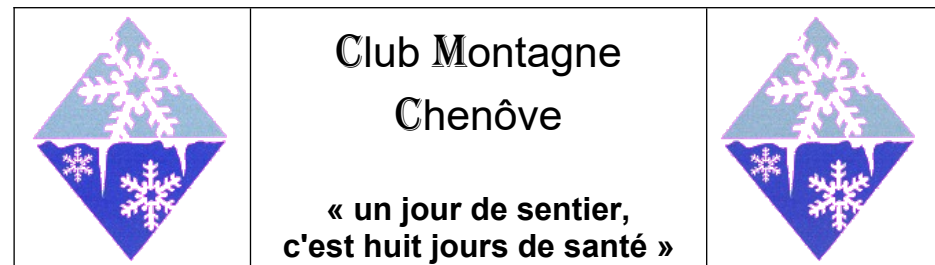 Club Montagne
Chenôve
« un jour de sentier,
c'est huit jours de santé »